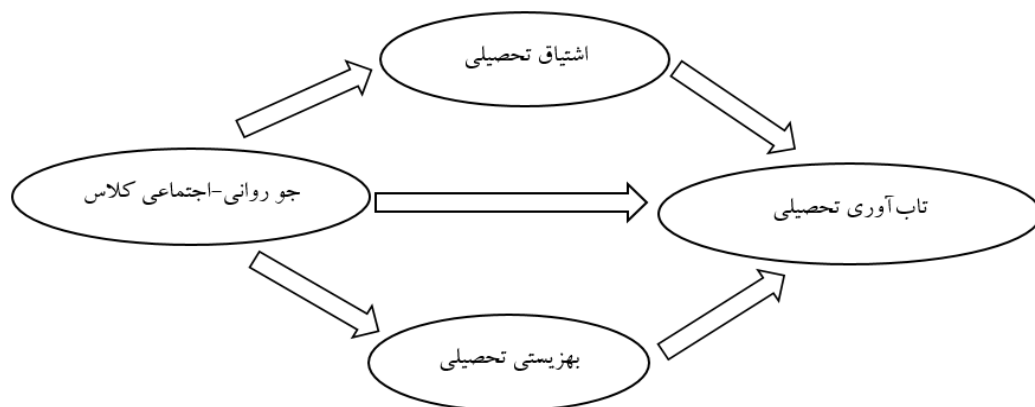 اشتیاق تحصیلی
جو روانی-اجتماعی کلاس
تاب‌آوری تحصیلی
بهزیستی تحصیلی